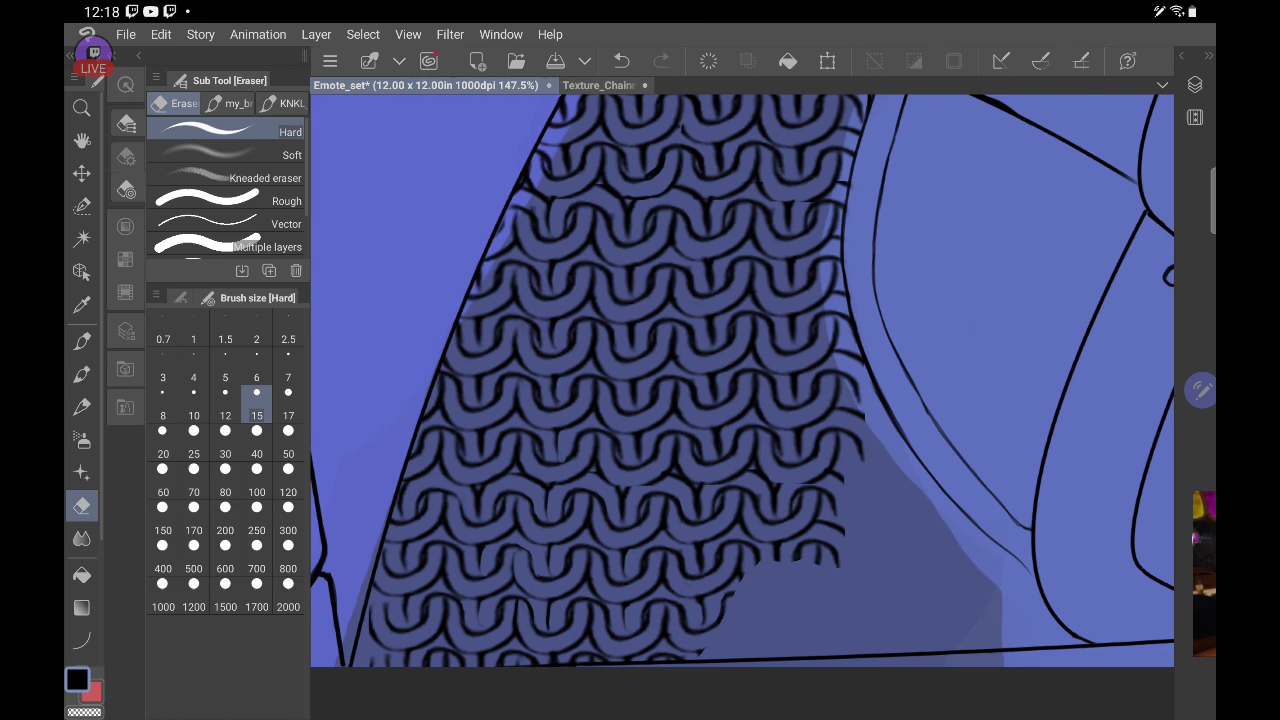 12:18
File Edit Story Animation Layer Select View Filter Window Help
LIVE
Sub Tool [Eraser]
Emote_set* (12.00 x 12.00in 1000dpi 147.5%)
Texture_Chain
Erase my_b KNKL
Hard
Soft
Kneaded eraser
Rough
Vector
Multiple layers
Brush size [Hard]
0.7 1 1.5 2 2.5
3 4 5 6 7
8 10 12 15 17
20 25 30 40 50
60 70 80 100 120
150 170 200 250 300
400 500 600 700 800
1000 1200 1500 1700 2000